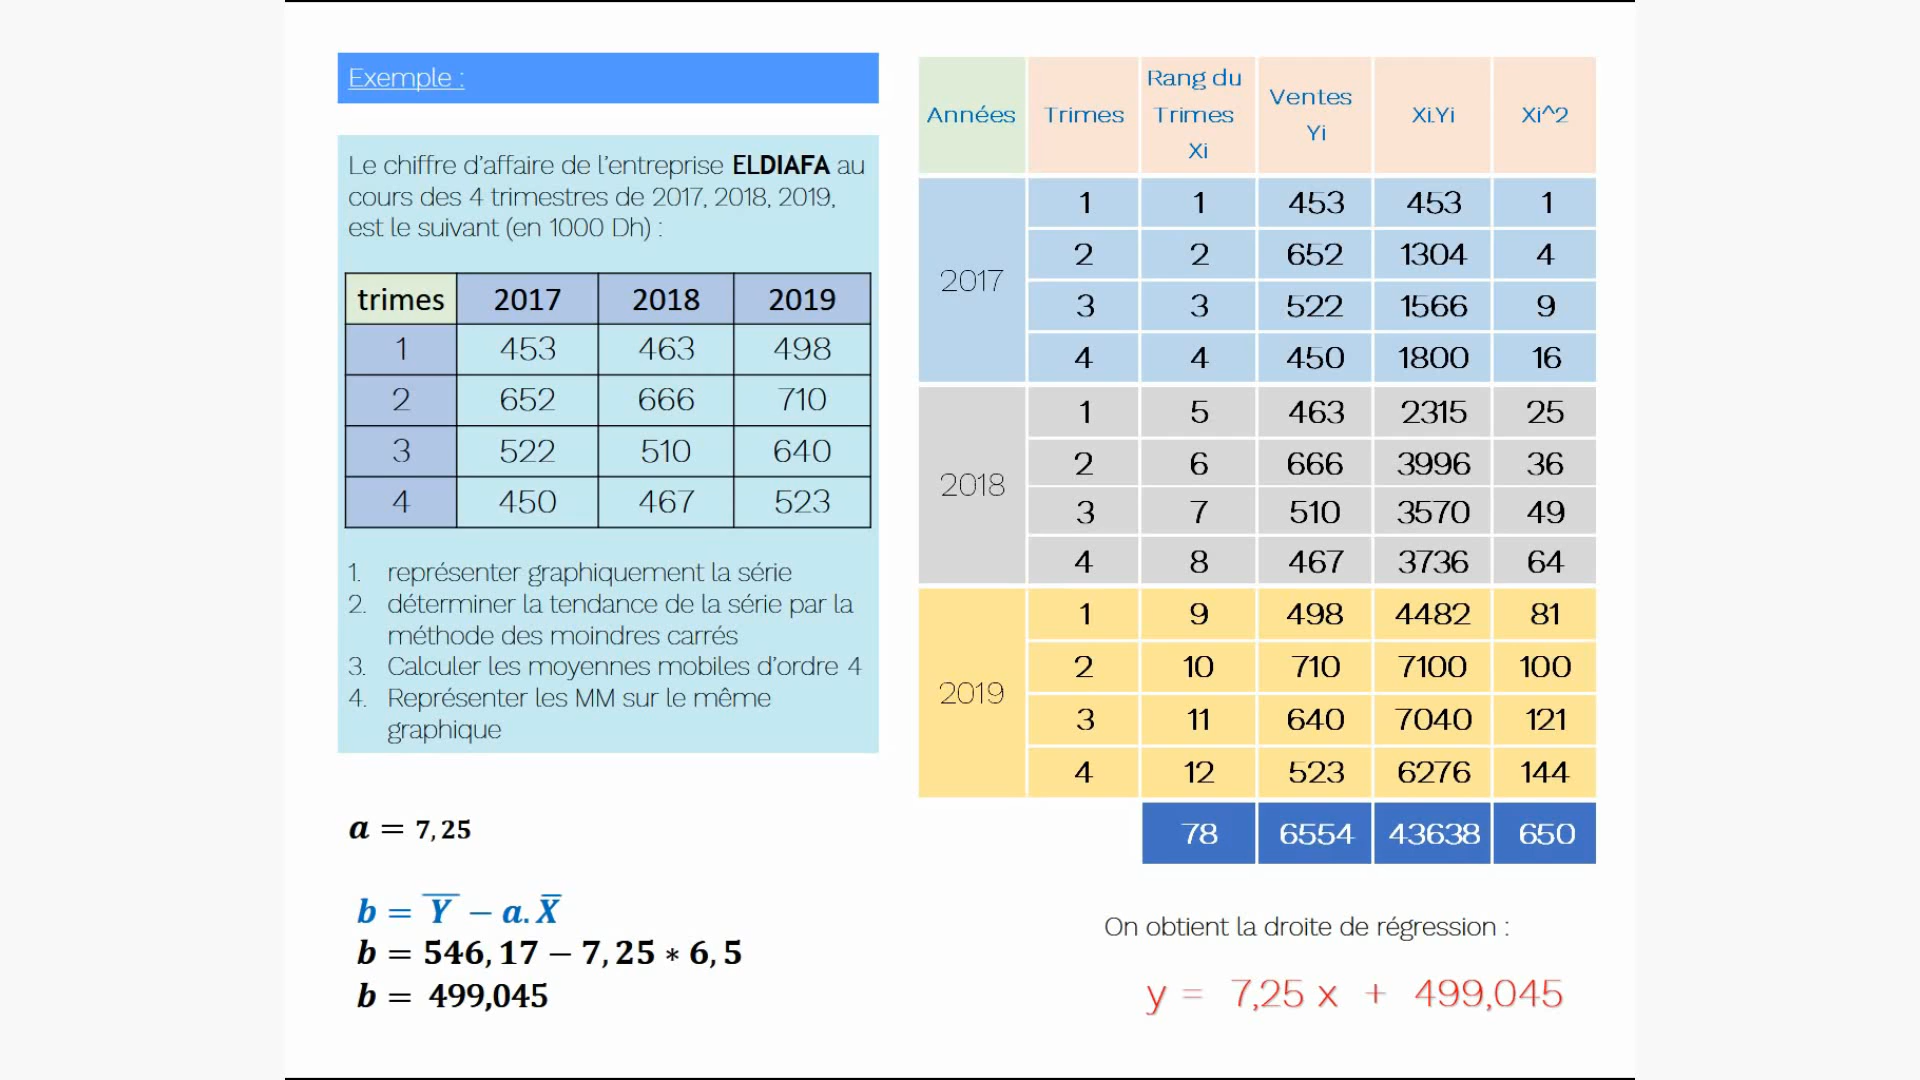 Exemple :
Le chiffre d'affaire de l'entreprise ELDIAFA au
cours des 4 trimestres de 2017, 2018, 2019,
est le suivant (en 1000 Dh) :
trimes 2017 2018 2019
1 453 463 498
2 652 666 710
3 522 510 640
4 450 467 523
1. représenter graphiquement la série
2. déterminer la tendance de la série par la
méthode des moindres carrés
3. Calculer les moyennes mobiles d'ordre 4
4. Représenter les MM sur le même
graphique
a = 7,25
b = Y̅ − a. X̅
b = 546,17 − 7,25 ∗ 6,5
b = 499,045
Années Trimes Rang du Trimes Xi Ventes Yi Xi.Yi Xi^2
2017
1 1 453 453 1
2 2 652 1304 4
3 3 522 1566 9
4 4 450 1800 16
2018
1 5 463 2315 25
2 6 666 3996 36
3 7 510 3570 49
4 8 467 3736 64
2019
1 9 498 4482 81
2 10 710 7100 100
3 11 640 7040 121
4 12 523 6276 144
78 6554 43638 650
On obtient la droite de régression :
y = 7,25 x + 499,045